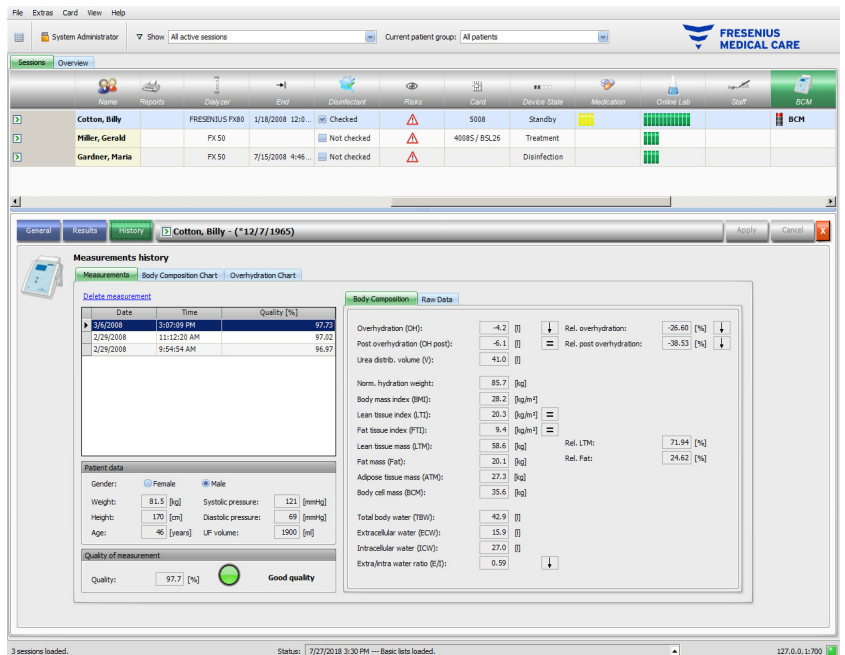 File Extras Card View Help
System Administrator Show All active sessions Current patient group: All patients
FRESENIUS
MEDICAL CARE
Sessions Overview
Name Reports Dialyzer End Disinfectant Risks Card Device State Medication Online Lab Staff BCM
Cotton, Billy FRESENIUS FX80 1/18/2008 12:0... Checked 5008 Standby BCM
Miller, Gerald FX 50 Not checked 4008S / BSL26 Treatment
Gardner, Maria FX 50 7/15/2008 4:46... Not checked Disinfection
General Results History Cotton, Billy - (*12/7/1965) Apply Cancel X
Measurements history
Measurements Body Composition Chart Overhydration Chart
Delete measurement
Date Time Quality [%]
3/6/2008 3:07:09 PM 97.73
2/29/2008 11:12:20 AM 97.02
2/29/2008 9:54:54 AM 96.97
Patient data
Gender: Female Male
Weight: 81.5 [kg] Systolic pressure: 121 [mmHg]
Height: 170 [cm] Diastolic pressure: 69 [mmHg]
Age: 46 [years] UF volume: 1900 [ml]
Quality of measurement
Quality: 97.7 [%] Good quality
Body Composition Raw Data
Overhydration (OH): -4.2 [l] Rel. overhydration: -26.60 [%]
Post overhydration (OH post): -6.1 [l] = Rel. post overhydration: -38.53 [%]
Urea distrib. volume (V): 41.0 [l]
Norm. hydration weight: 85.7 [kg]
Body mass index (BMI): 28.2 [kg/m²]
Lean tissue index (LTI): 20.3 [kg/m²] =
Fat tissue index (FTI): 9.4 [kg/m²] =
Lean tissue mass (LTM): 58.6 [kg] Rel. LTM: 71.94 [%]
Fat mass (Fat): 20.1 [kg] Rel. Fat: 24.62 [%]
Adipose tissue mass (ATM): 27.3 [kg]
Body cell mass (BCM): 35.6 [kg]
Total body water (TBW): 42.9 [l]
Extracellular water (ECW): 15.9 [l]
Intracellular water (ICW): 27.0 [l]
Extra/intra water ratio (E/I): 0.59
3 sessions loaded. Status: 7/27/2018 3:30 PM --- Basic lists loaded. 127.0.0.1:700